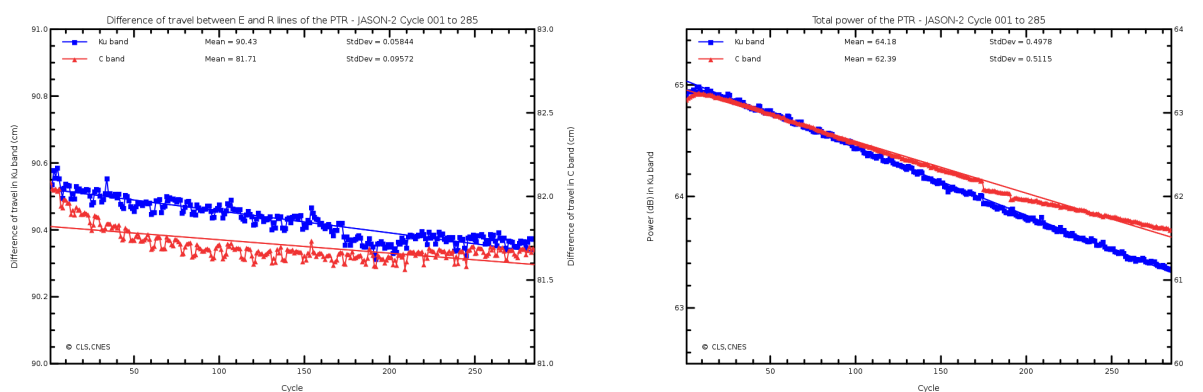 Difference of travel between E and R lines of the PTR - JASON-2 Cycle 001 to 285
91.0
83.0
Ku band Mean = 90.43 StdDev = 0.05844
C band Mean = 81.71 StdDev = 0.09572
90.8
82.5
90.6
82.0
90.4
81.5
90.2
90.0
81.0
Difference of travel in Ku band (cm)
Difference of travel in C band (cm)
© CLS,CNES
50 100 150 200 250
Cycle
Total power of the PTR - JASON-2 Cycle 001 to 285
64
Ku band Mean = 64.18 StdDev = 0.4978
C band Mean = 62.39 StdDev = 0.5115
65
63
64
62
63
61
60
Power (dB) in Ku band
© CLS,CNES
50 100 150 200 250
Cycle